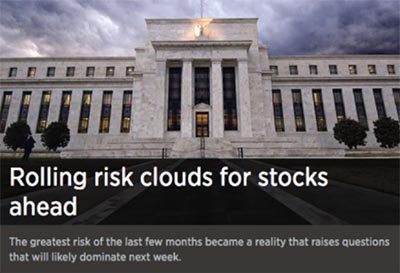 Rolling risk clouds for stocks
ahead
The greatest risk of the last few months became a reality that raises questions
that will likely dominate next week.